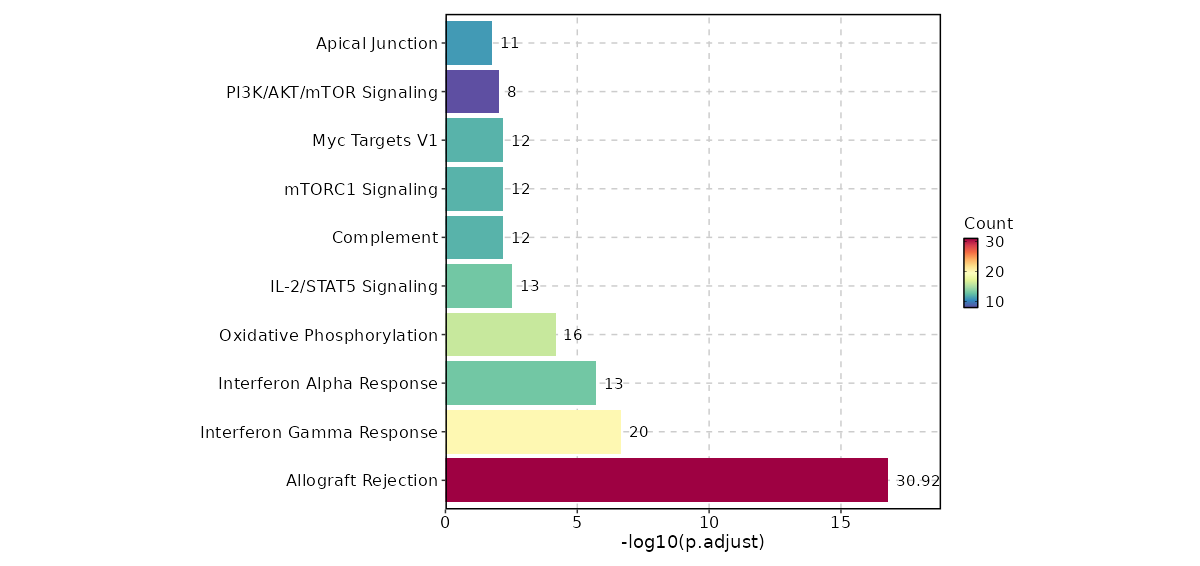 Apical Junction 11
PI3K/AKT/mTOR Signaling 8
Myc Targets V1 12
mTORC1 Signaling 12
Complement 12
IL-2/STAT5 Signaling 13
Oxidative Phosphorylation 16
Interferon Alpha Response 13
Interferon Gamma Response 20
Allograft Rejection 30.92
0 5 10 15
-log10(p.adjust)
Count
30
20
10